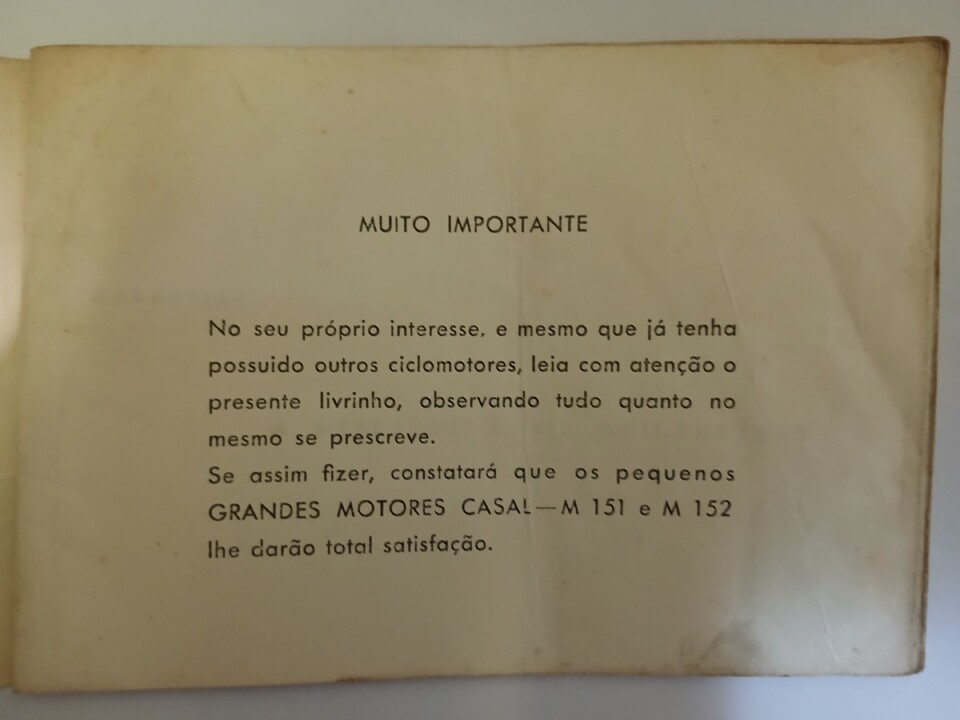 MUITO IMPORTANTE
No seu próprio interesse, e mesmo que já tenha
possuido outros ciclomotores, leia com atenção o
presente livrinho, observando tudo quanto no
mesmo se prescreve.
Se assim fizer, constatará que os pequenos
GRANDES MOTORES CASAL—M 151 e M 152
lhe darão total satisfação.